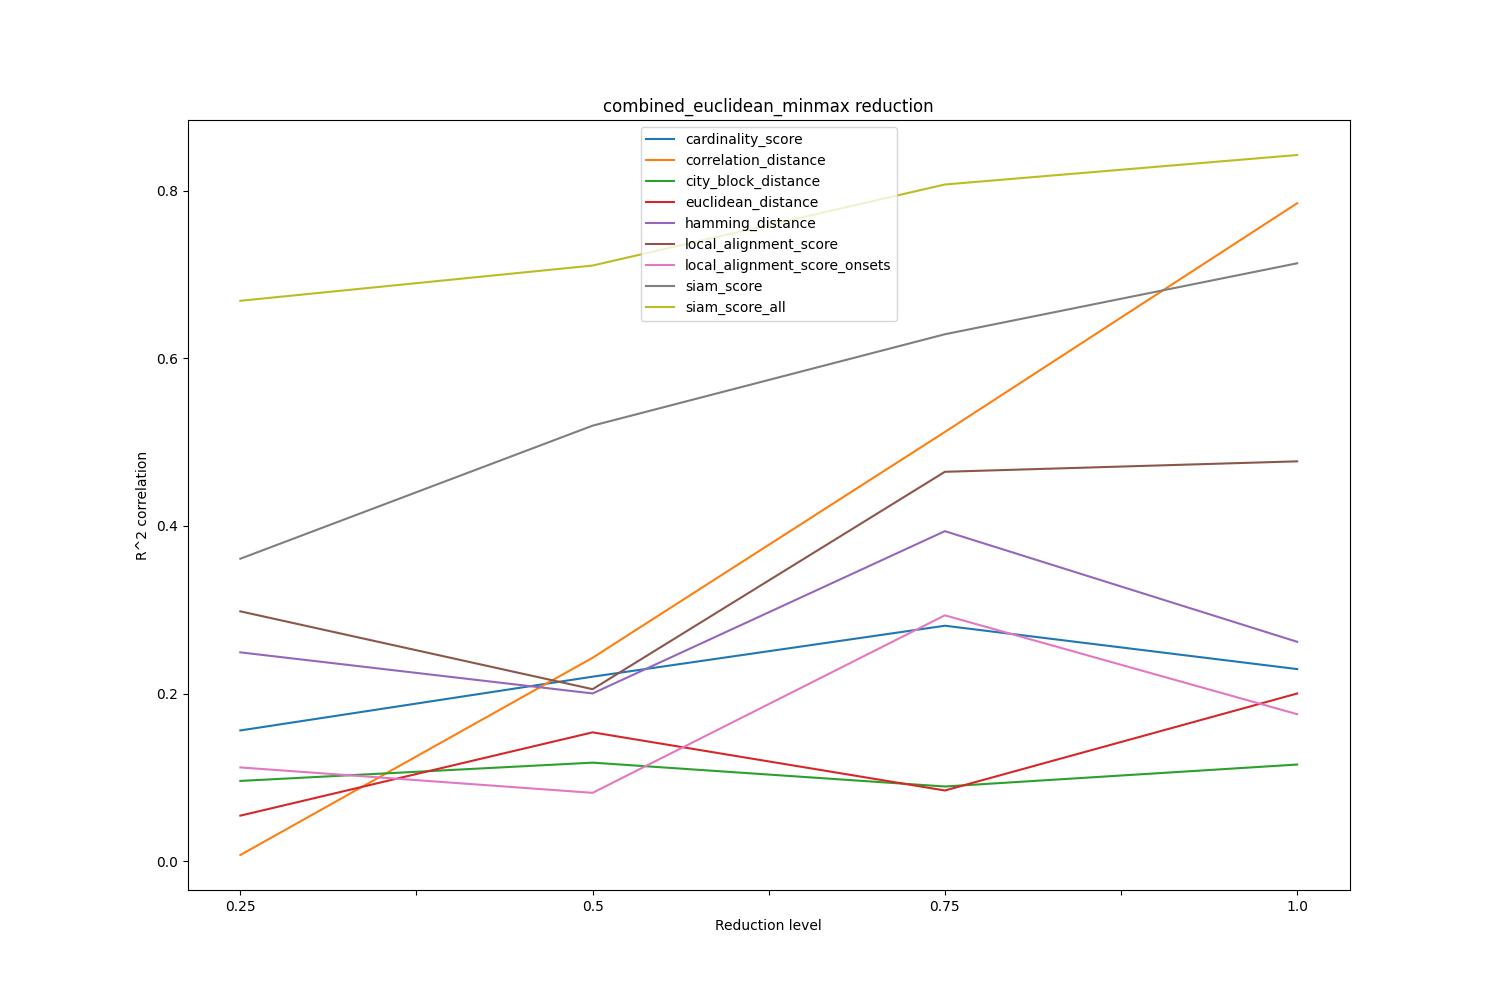 combined_euclidean_minmax reduction
cardinality_score
correlation_distance
city_block_distance
euclidean_distance
hamming_distance
local_alignment_score
local_alignment_score_onsets
siam_score
siam_score_all
0.8
0.6
0.4
0.2
0.0
R^2 correlation
0.25 0.5 0.75 1.0
Reduction level